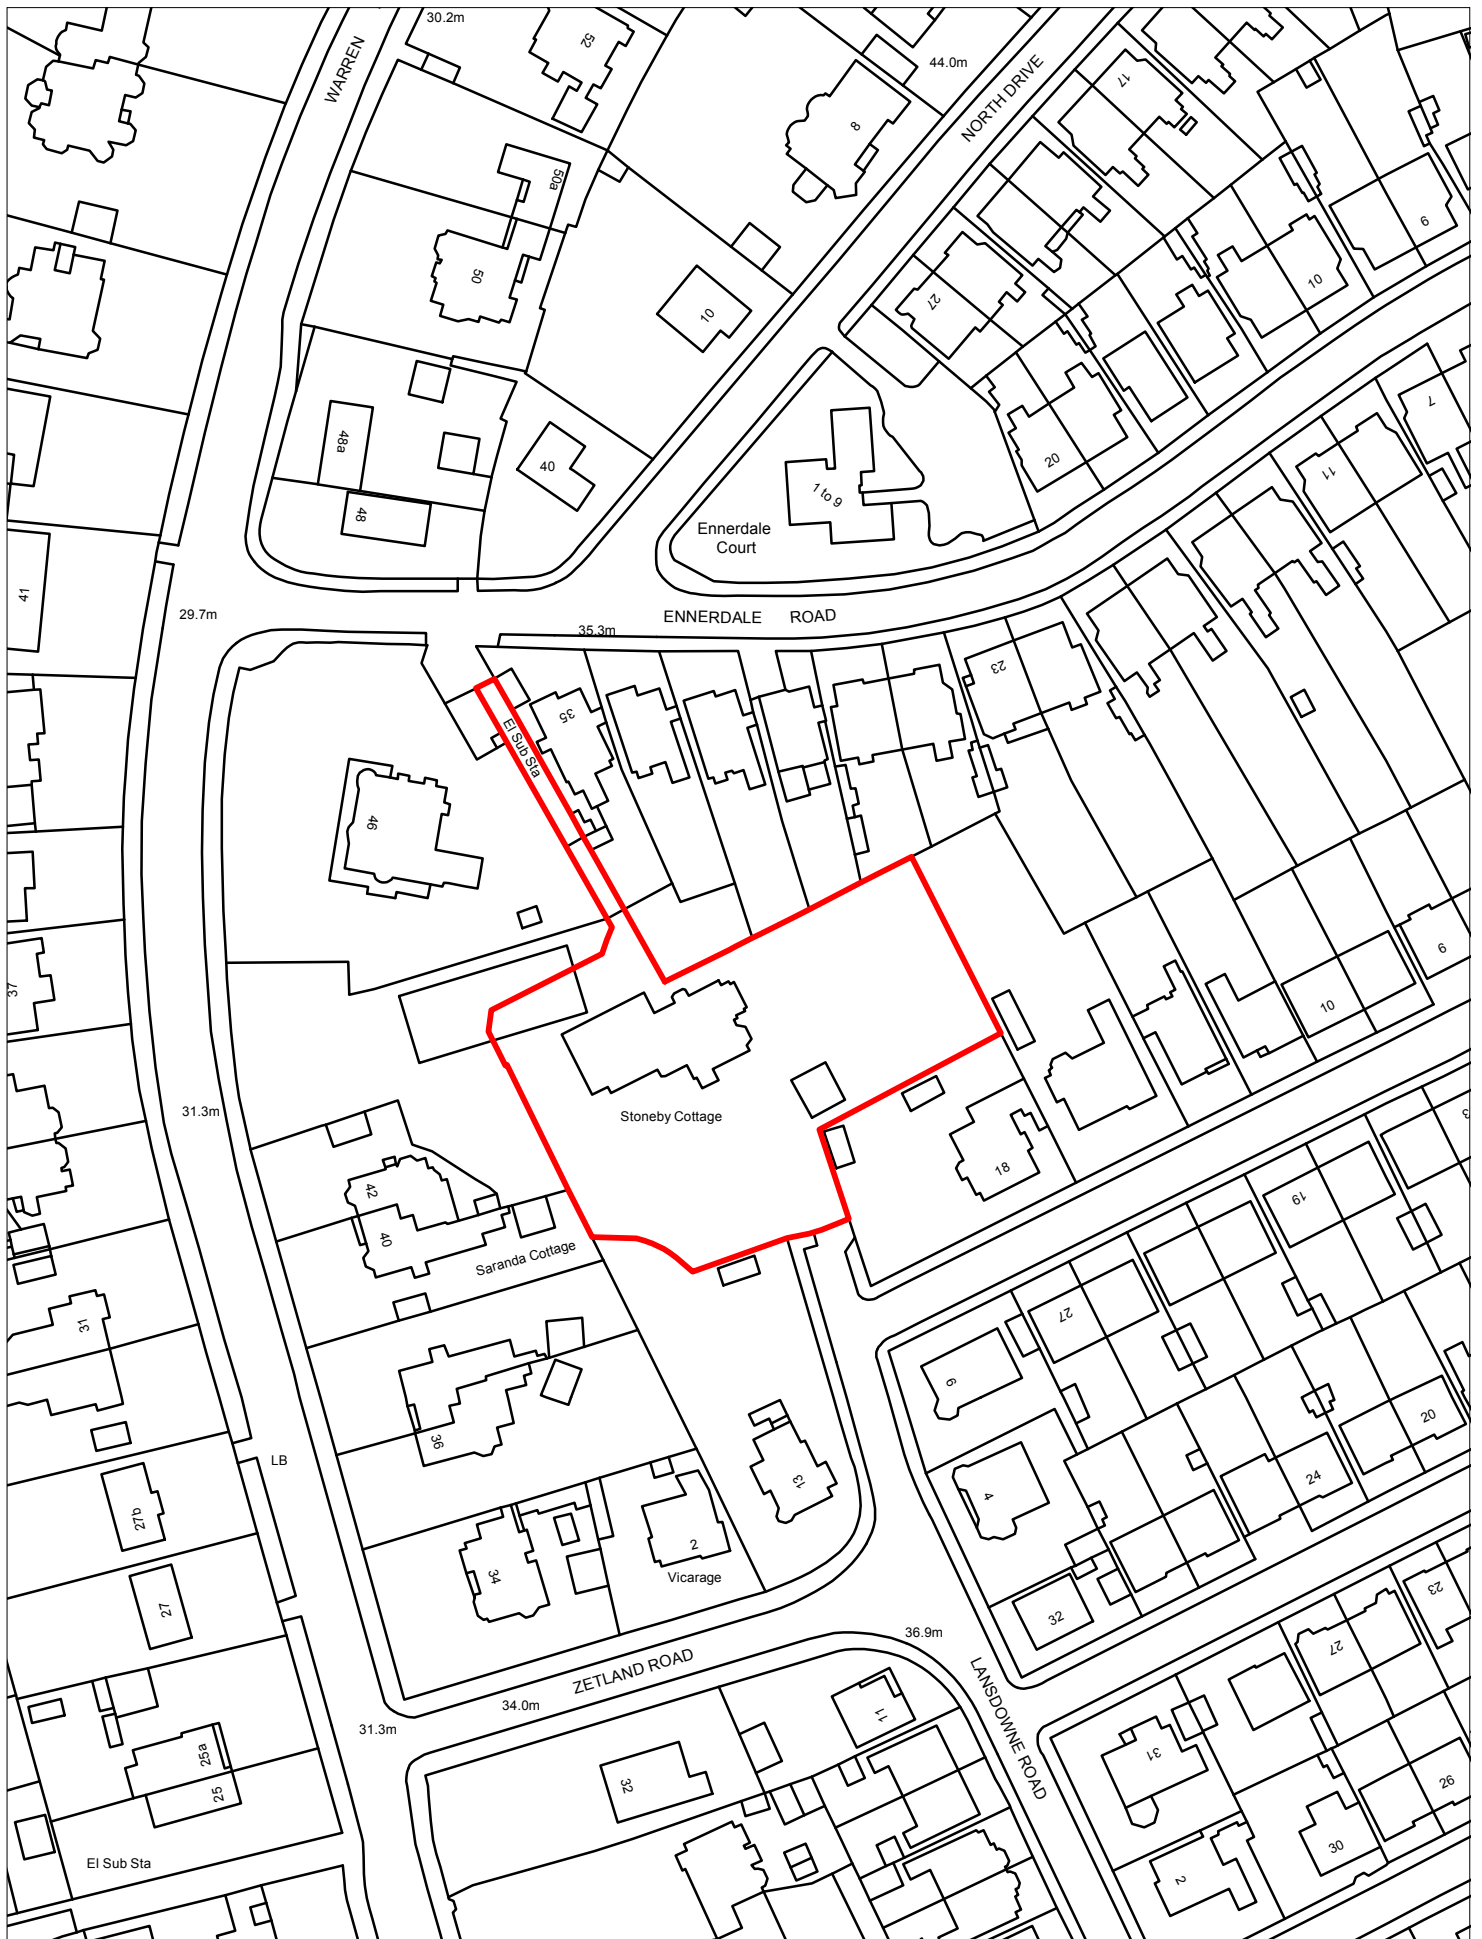 30.2m
52
WARREN
44.0m
NORTH DRIVE
17
8
50a
6
50
10
27
10
7
40
48a
20
11
1 to 9
48
Ennerdale
Court
41
29.7m
ENNERDALE ROAD
35.3m
23
35
El Sub Sta
46
37
6
10
31.3m
Stoneby Cottage
18
42
40
Saranda Cottage
19
3
31
27
6
36
LB
20
24
4
13
27b
2
Vicarage
34
27
32
23
36.9m
27
ZETLAND ROAD
34.0m
LANSDOWNE ROAD
31.3m
11
25a
31
32
25
26
30
El Sub Sta
2